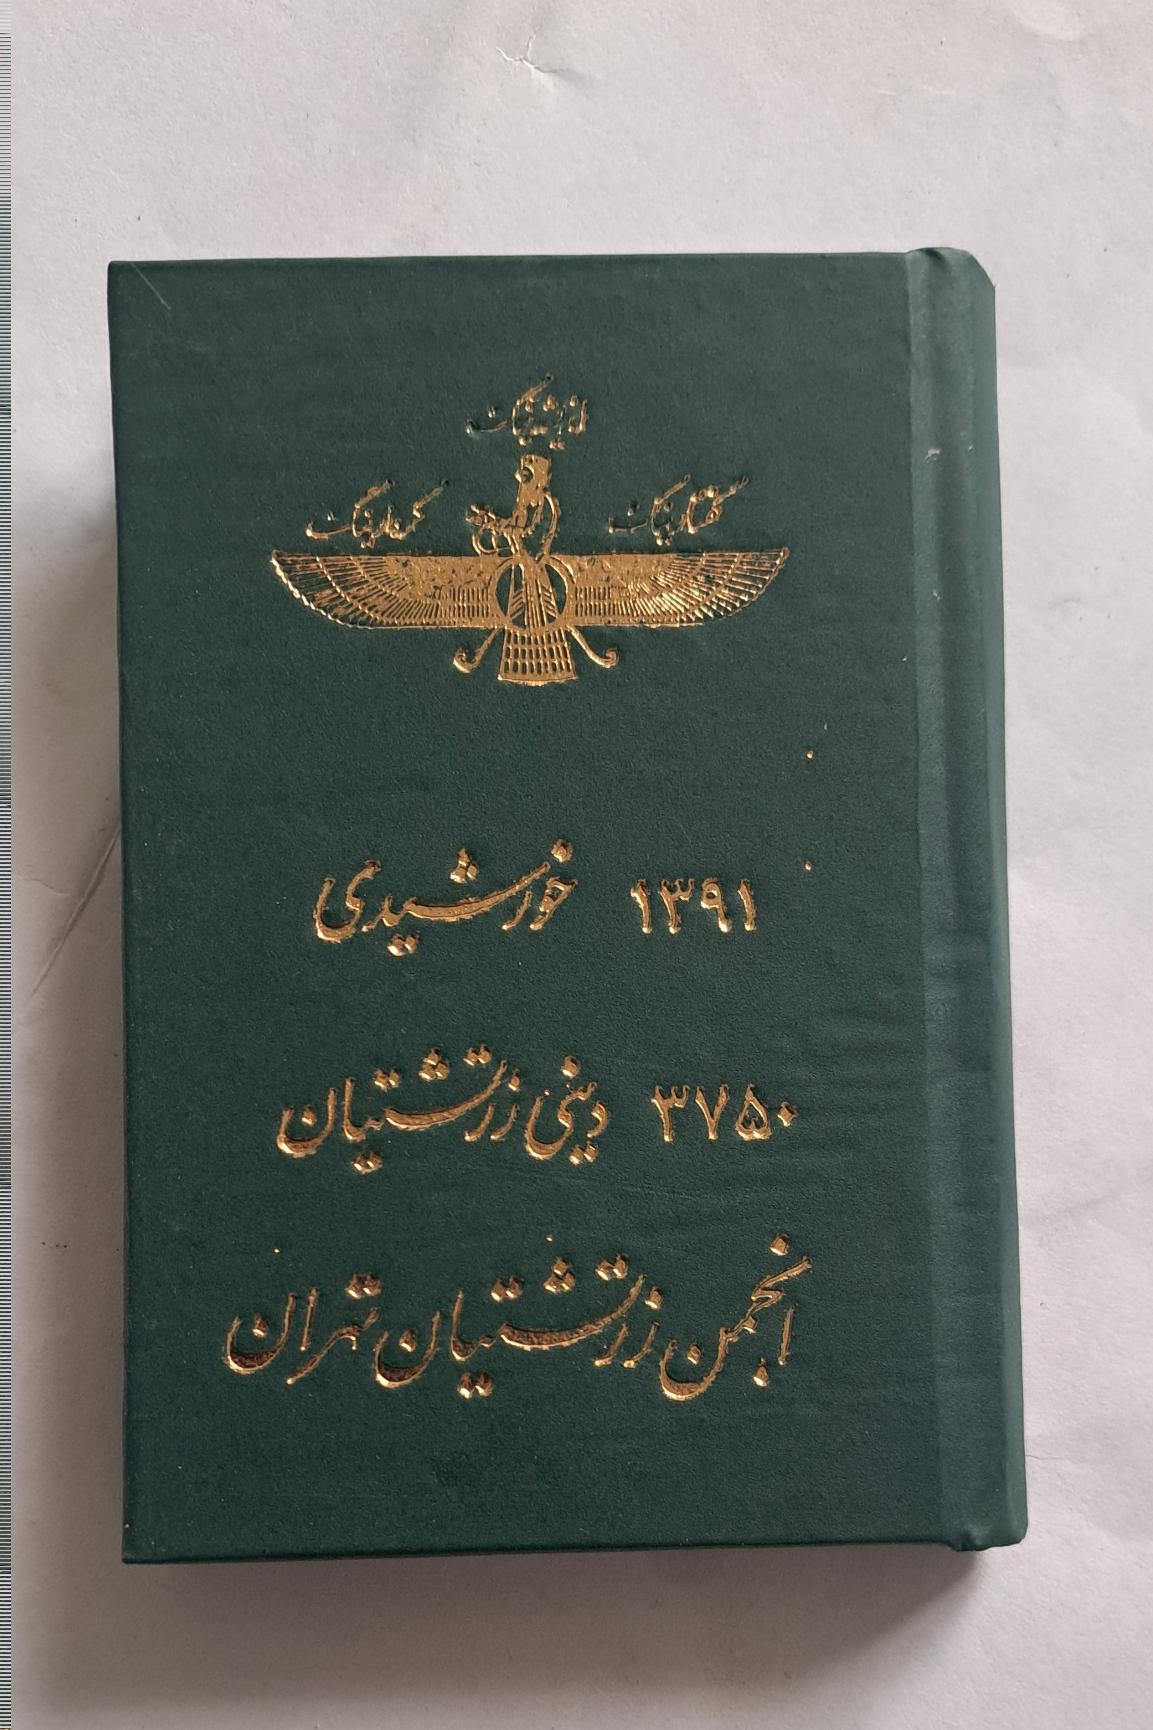 اندیشه نیک
گفتار نیک کردار نیک
۱۳۹۱ خورشیدی
۳۷۵۰ دینی زرتشتیان
انجمن زرتشتیان تهران